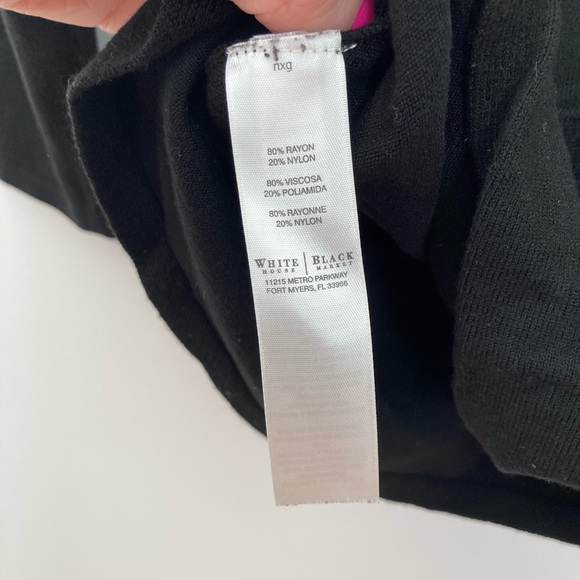 nxg
80% RAYON
20% NYLON
80% VISCOSA
20% POLIAMIDA
80% RAYONNE
20% NYLON
WHITE HOUSE | BLACK MARKET
11215 METRO PARKWAY
FORT MYERS, FL 33966